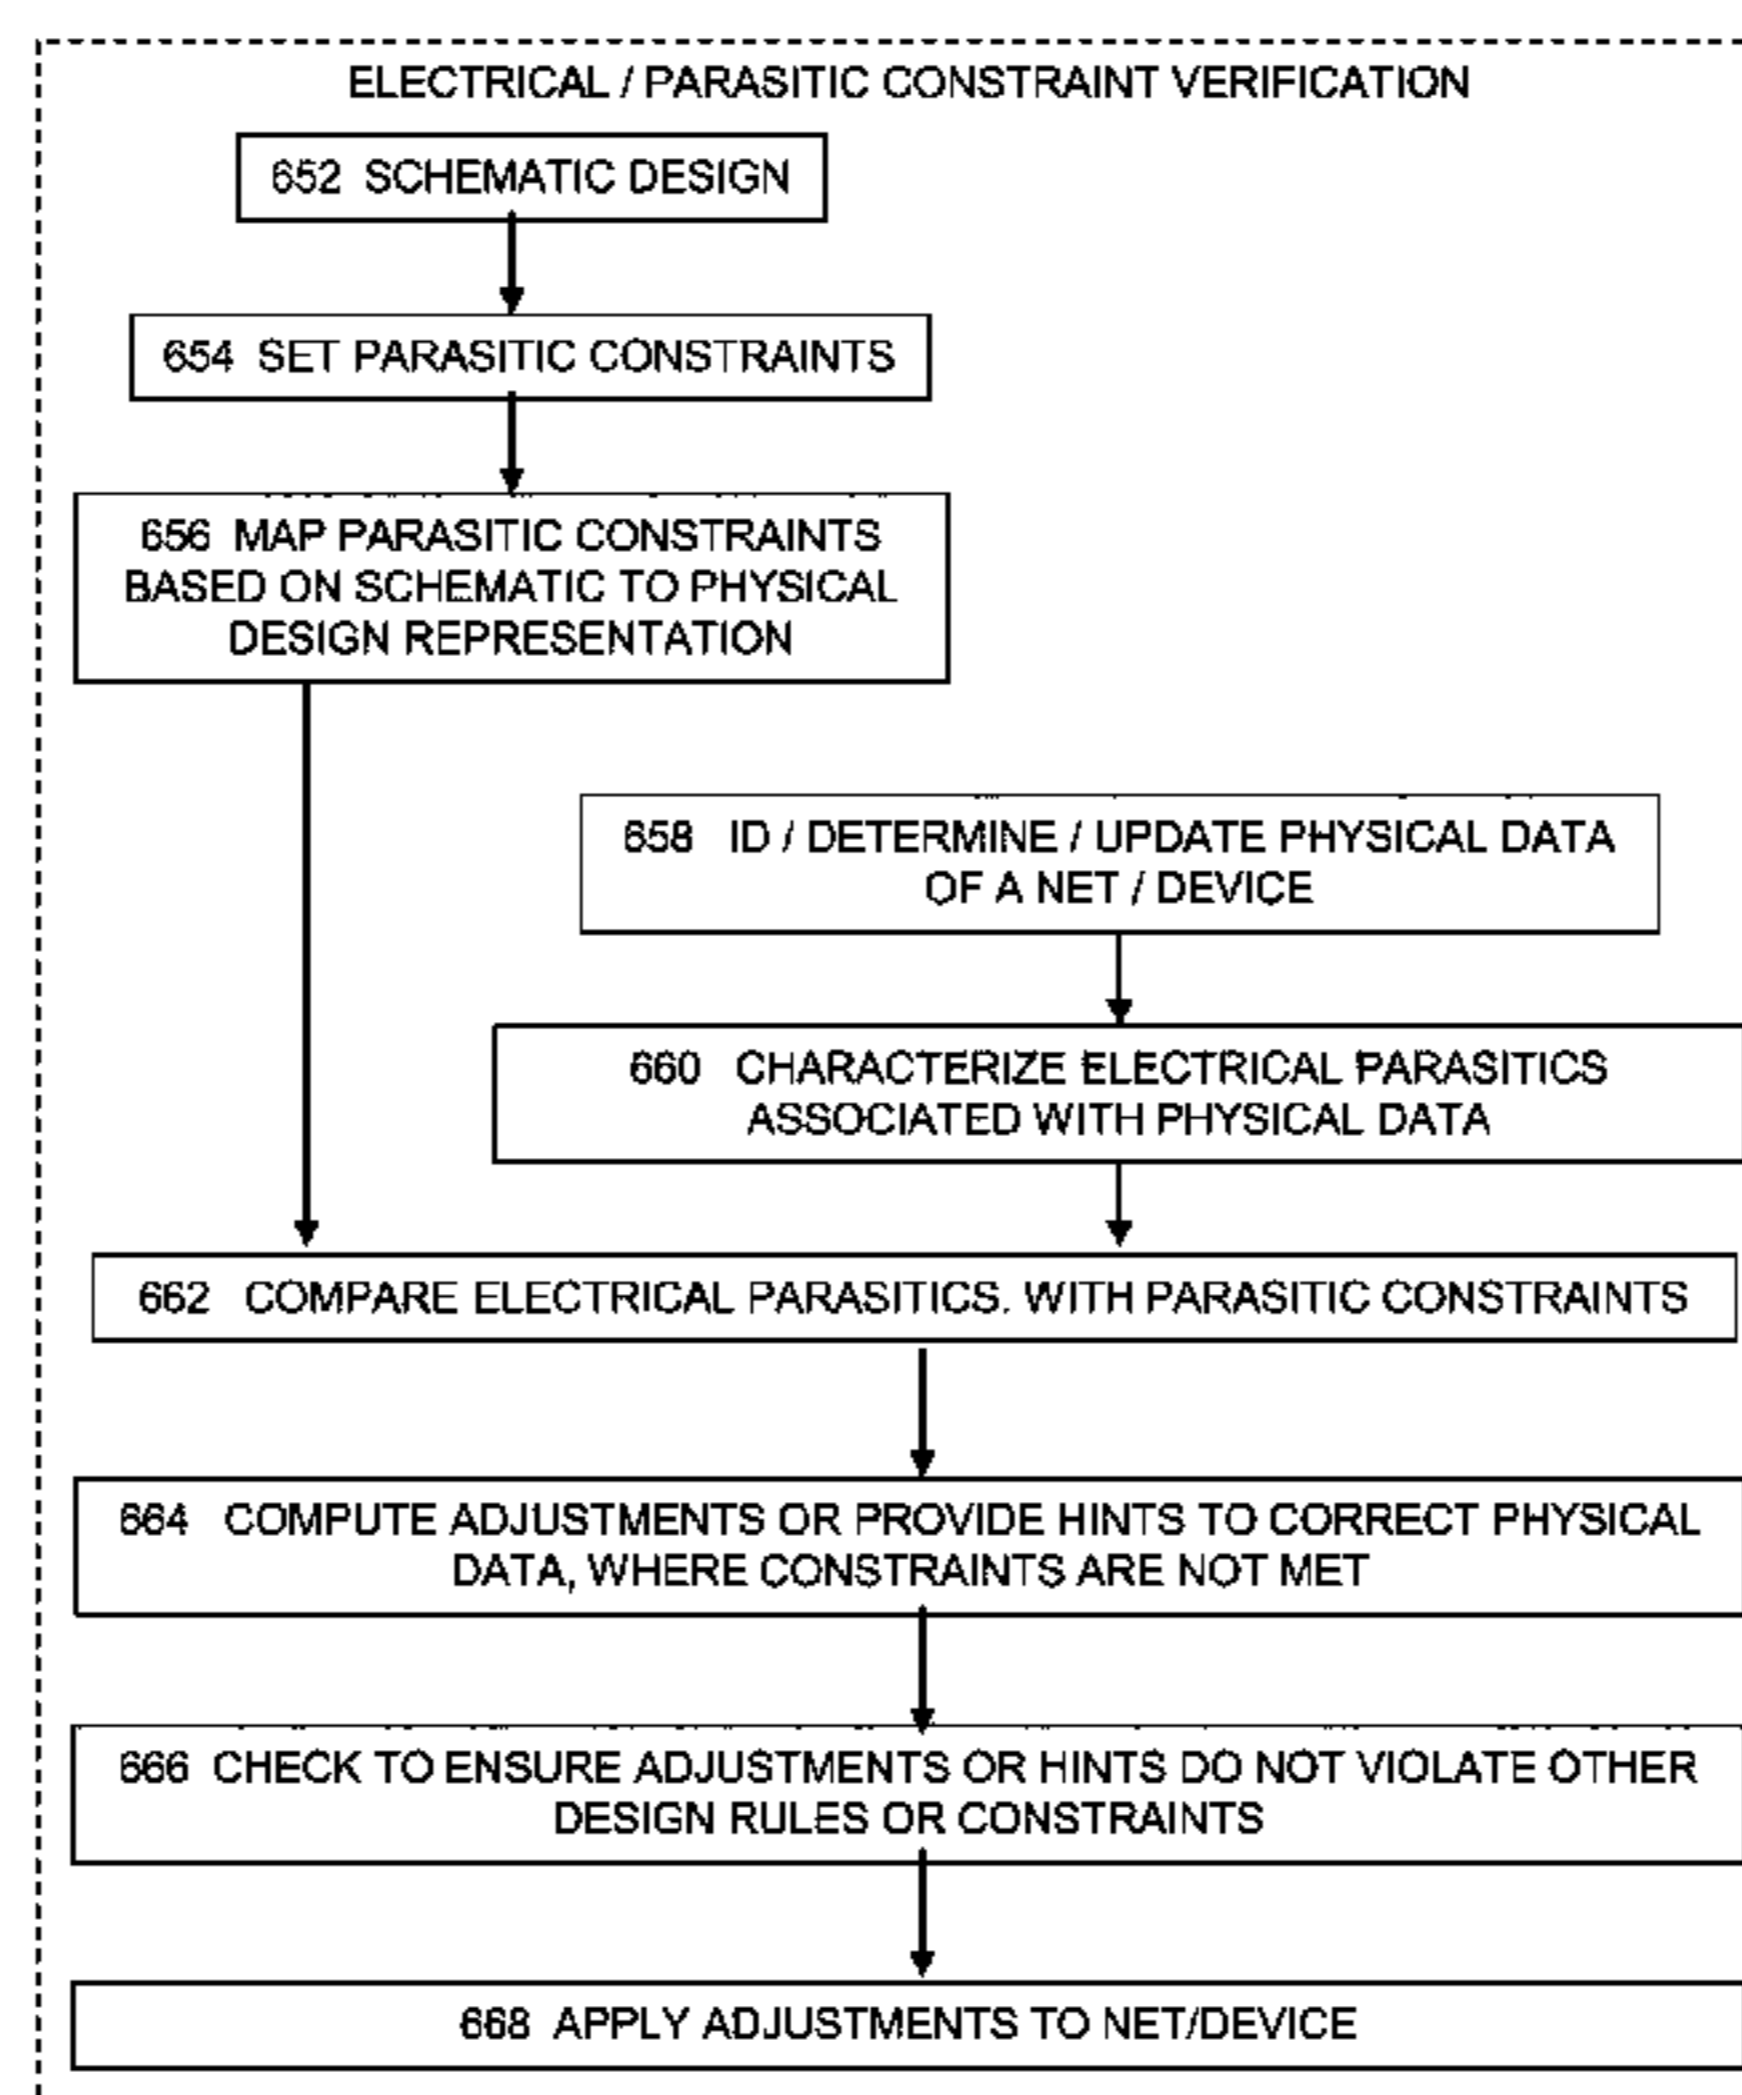 ELECTRICAL / PARASITIC CONSTRAINT VERIFICATION
652 SCHEMATIC DESIGN
654 SET PARASITIC CONSTRAINTS
656 MAP PARASITIC CONSTRAINTS
BASED ON SCHEMATIC TO PHYSICAL
DESIGN REPRESENTATION
658 ID / DETERMINE / UPDATE PHYSICAL DATA
OF A NET / DEVICE
660 CHARACTERIZE ELECTRICAL PARASITICS
ASSOCIATED WITH PHYSICAL DATA
662 COMPARE ELECTRICAL PARASITICS. WITH PARASITIC CONSTRAINTS
664 COMPUTE ADJUSTMENTS OR PROVIDE HINTS TO CORRECT PHYSICAL
DATA, WHERE CONSTRAINTS ARE NOT MET
666 CHECK TO ENSURE ADJUSTMENTS OR HINTS DO NOT VIOLATE OTHER
DESIGN RULES OR CONSTRAINTS
668 APPLY ADJUSTMENTS TO NET/DEVICE